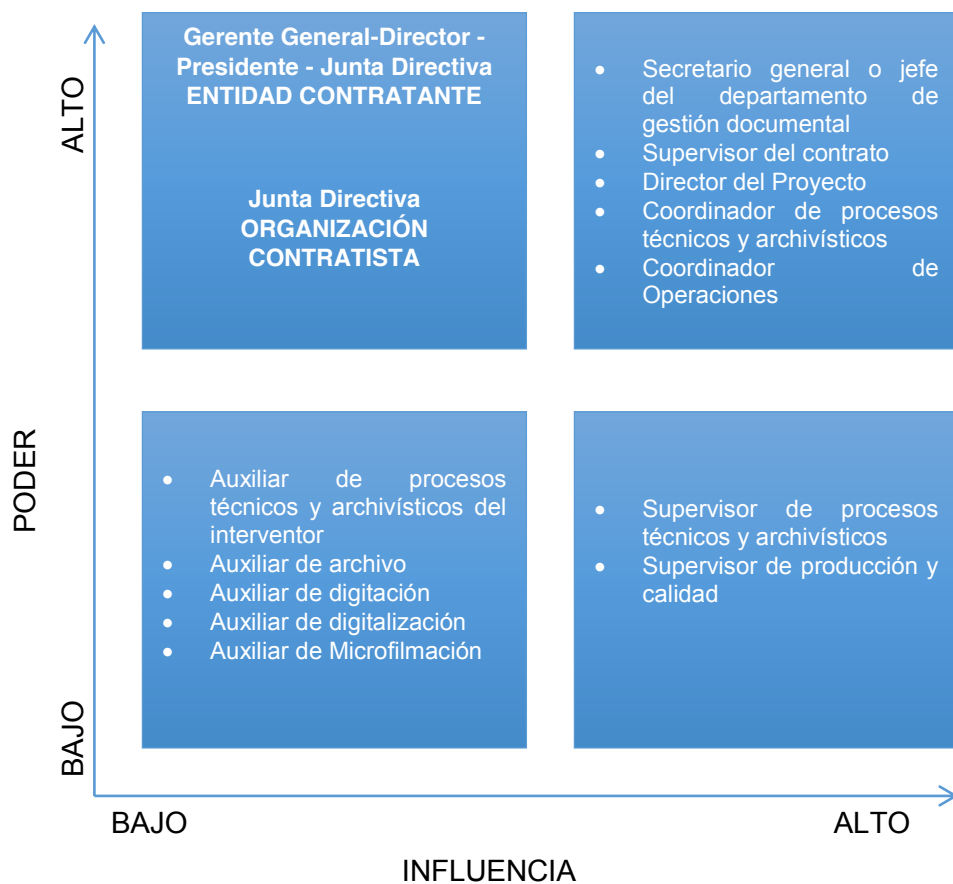 ALTO
Gerente General-Director -
Presidente - Junta Directiva
ENTIDAD CONTRATANTE
Junta Directiva
ORGANIZACIÓN
CONTRATISTA
• Secretario general o jefe
del departamento de
gestión documental
• Supervisor del contrato
• Director del Proyecto
• Coordinador de procesos
técnicos y archivísticos
• Coordinador de
Operaciones
PODER
• Auxiliar de procesos
técnicos y archivísticos del
interventor
• Auxiliar de archivo
• Auxiliar de digitación
• Auxiliar de digitalización
• Auxiliar de Microfilmación
• Supervisor de procesos
técnicos y archivísticos
• Supervisor de producción y
calidad
BAJO
BAJO
ALTO
INFLUENCIA